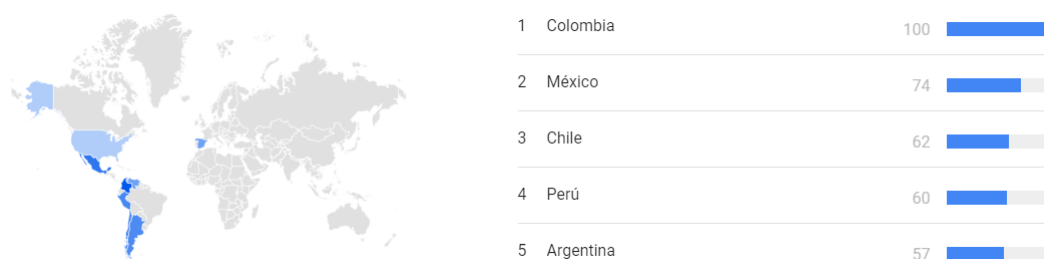 1 Colombia 100
2 México 74
3 Chile 62
4 Perú 60
5 Argentina 57